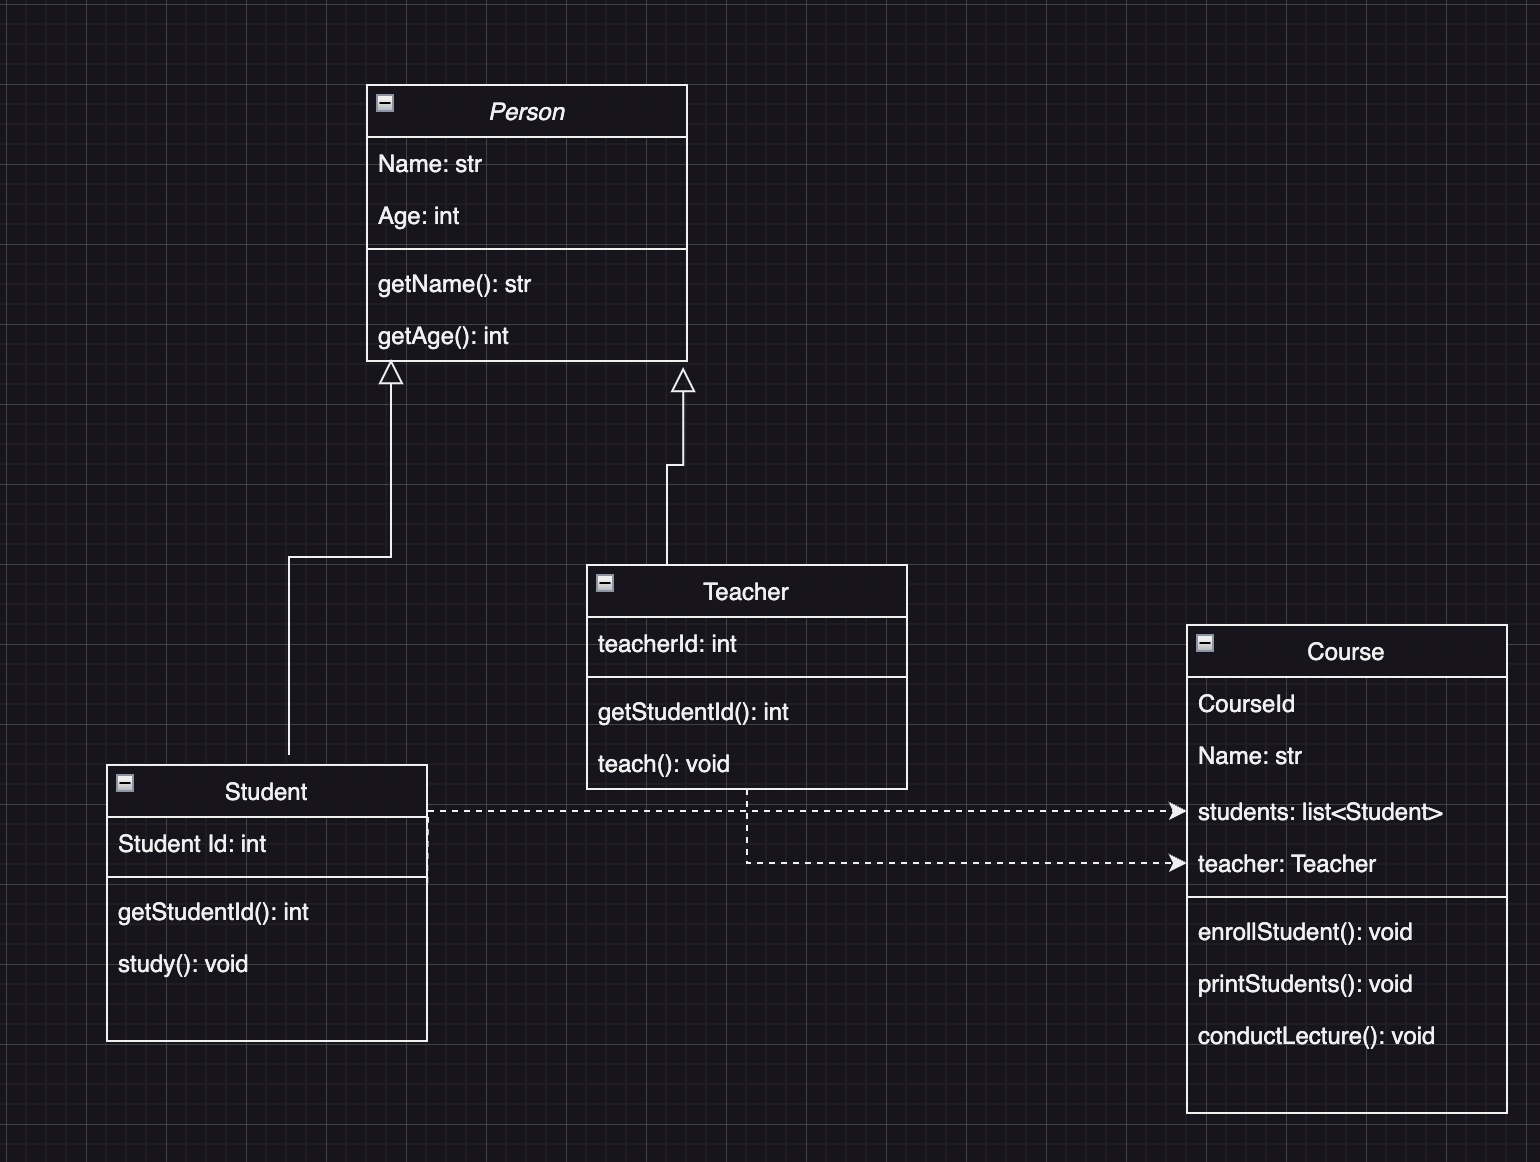 Person
Name: str
Age: int
getName(): str
getAge(): int
Teacher
teacherId: int
getStudentId(): int
teach(): void
Student
Student Id: int
getStudentId(): int
study(): void
Course
CourseId
Name: str
students: list<Student>
teacher: Teacher
enrollStudent(): void
printStudents(): void
conductLecture(): void